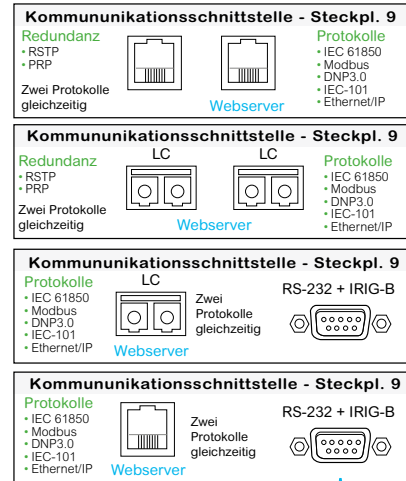 Kommununikationsschnittstelle - Steckpl. 9
Redundanz
• RSTP
• PRP
Zwei Protokolle
gleichzeitig
Webserver
Protokolle
• IEC 61850
• Modbus
• DNP3.0
• IEC-101
• Ethernet/IP
Kommununikationsschnittstelle - Steckpl. 9
Redundanz
• RSTP
• PRP
Zwei Protokolle
gleichzeitig
LC
LC
Webserver
Protokolle
• IEC 61850
• Modbus
• DNP3.0
• IEC-101
• Ethernet/IP
Kommununikationsschnittstelle - Steckpl. 9
Protokolle
• IEC 61850
• Modbus
• DNP3.0
• IEC-101
• Ethernet/IP
LC
Webserver
Zwei
Protokolle
gleichzeitig
RS-232 + IRIG-B
Kommununikationsschnittstelle - Steckpl. 9
Protokolle
• IEC 61850
• Modbus
• DNP3.0
• IEC-101
• Ethernet/IP
Webserver
Zwei
Protokolle
gleichzeitig
RS-232 + IRIG-B